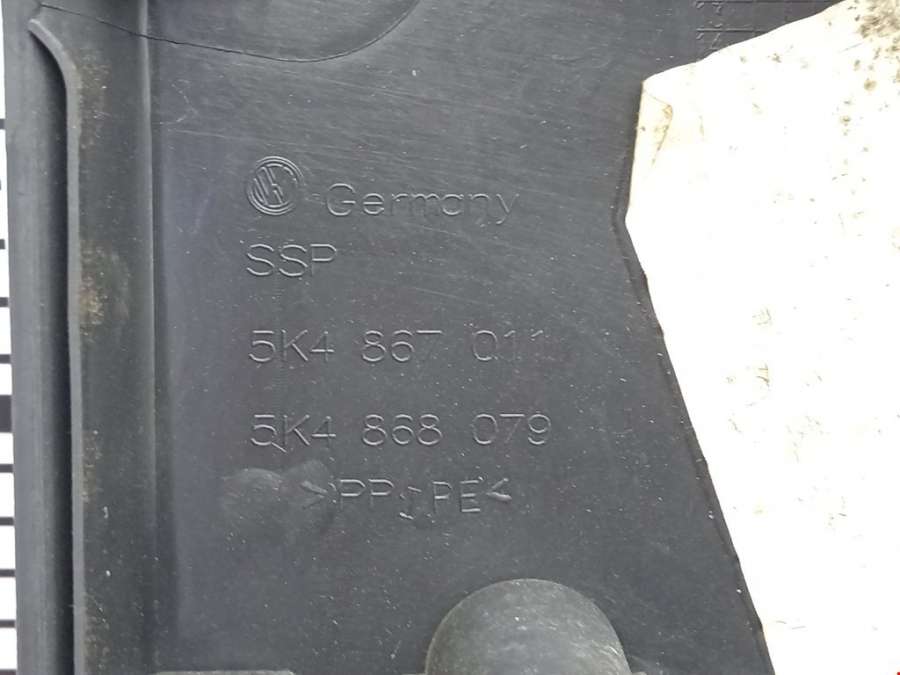 Germany
SSP
5K4 867 011
5K4 868 079
>PP;PE<